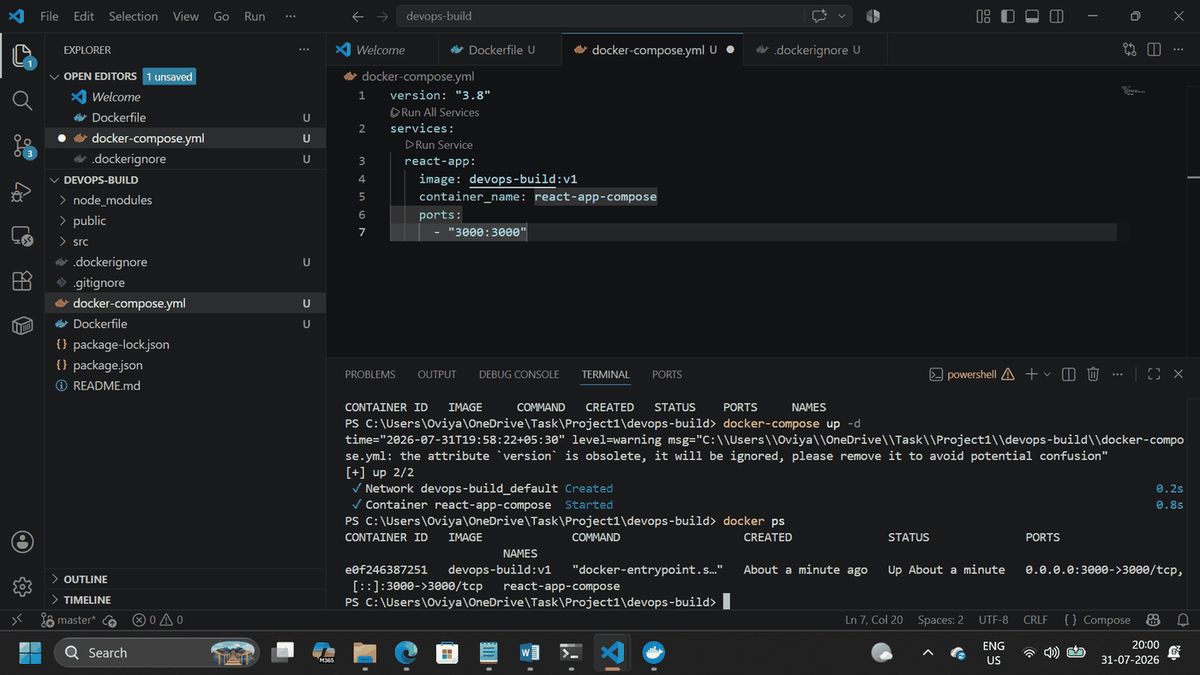 File Edit Selection View Go Run ··· devops-build
EXPLORER ···
OPEN EDITORS 1 unsaved
Welcome
Dockerfile U
docker-compose.yml U
.dockerignore U
DEVOPS-BUILD
node_modules
public
src
.dockerignore U
.gitignore
docker-compose.yml U
Dockerfile U
package-lock.json
package.json
README.md
OUTLINE
TIMELINE
1
3
Welcome Dockerfile U docker-compose.yml U .dockerignore U ···
docker-compose.yml
1 version: "3.8"
Run All Services
2 services:
Run Service
3 react-app:
4 image: devops-build:v1
5 container_name: react-app-compose
6 ports:
7 - "3000:3000"
PROBLEMS OUTPUT DEBUG CONSOLE TERMINAL PORTS powershell ···
CONTAINER ID IMAGE COMMAND CREATED STATUS PORTS NAMES
PS C:\Users\Oviya\OneDrive\Task\Project1\devops-build> docker-compose up -d
time="2026-07-31T19:58:22+05:30" level=warning msg="C:\\Users\\Oviya\\OneDrive\\Task\\Project1\\devops-build\\docker-compo
se.yml: the attribute `version` is obsolete, it will be ignored, please remove it to avoid potential confusion"
[+] up 2/2
✓ Network devops-build_default Created 0.2s
✓ Container react-app-compose Started 0.8s
PS C:\Users\Oviya\OneDrive\Task\Project1\devops-build> docker ps
CONTAINER ID IMAGE COMMAND CREATED STATUS PORTS
NAMES
e0f246387251 devops-build:v1 "docker-entrypoint.s…" About a minute ago Up About a minute 0.0.0.0:3000->3000/tcp,
[::]:3000->3000/tcp react-app-compose
PS C:\Users\Oviya\OneDrive\Task\Project1\devops-build>
master* 0 0 Ln 7, Col 20 Spaces: 2 UTF-8 CRLF { } Compose
Search M365 W ENG 20:00
US 31-07-2026